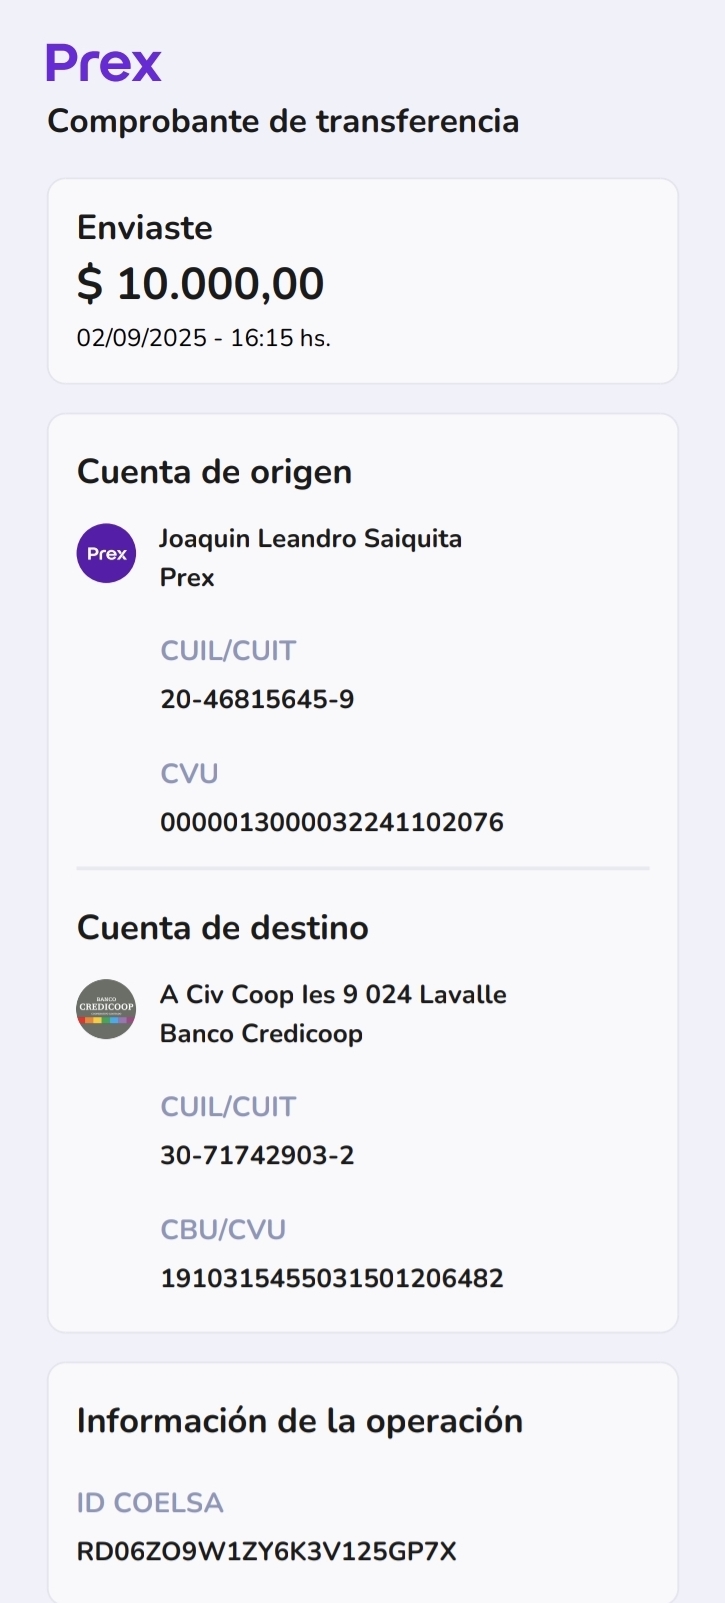 Prex
Comprobante de transferencia
Enviaste
$ 10.000,00
02/09/2025 - 16:15 hs.
Cuenta de origen
Prex
Joaquin Leandro Saiquita
Prex
CUIL/CUIT
20-46815645-9
CVU
0000013000032241102076
Cuenta de destino
BANCO
CREDICOOP
A Civ Coop Ies 9 024 Lavalle
Banco Credicoop
CUIL/CUIT
30-71742903-2
CBU/CVU
1910315455031501206482
Información de la operación
ID COELSA
RD06ZO9W1ZY6K3V125GP7X